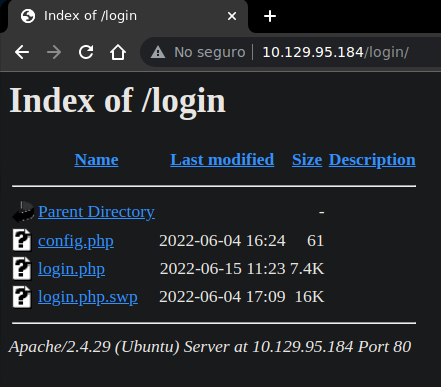 Index of /login
No seguro 10.129.95.184/login/
Index of /login
Name Last modified Size Description
Parent Directory -
config.php 2022-06-04 16:24 61
login.php 2022-06-15 11:23 7.4K
login.php.swp 2022-06-04 17:09 16K
Apache/2.4.29 (Ubuntu) Server at 10.129.95.184 Port 80